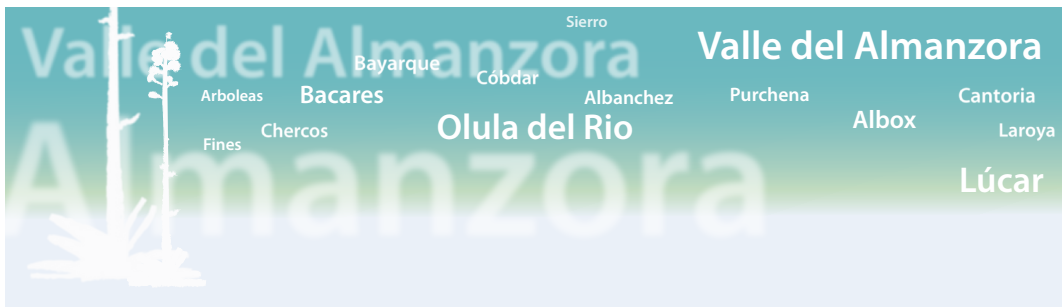 Sierro
Valle del Almanzora
Valle del Almanzora
Bayarque
Cóbdar
Arboleas
Bacares
Albanchez
Purchena
Cantoria
Albox
Olula del Rio
Chercos
Laroya
Fines
Almanzora
Lúcar